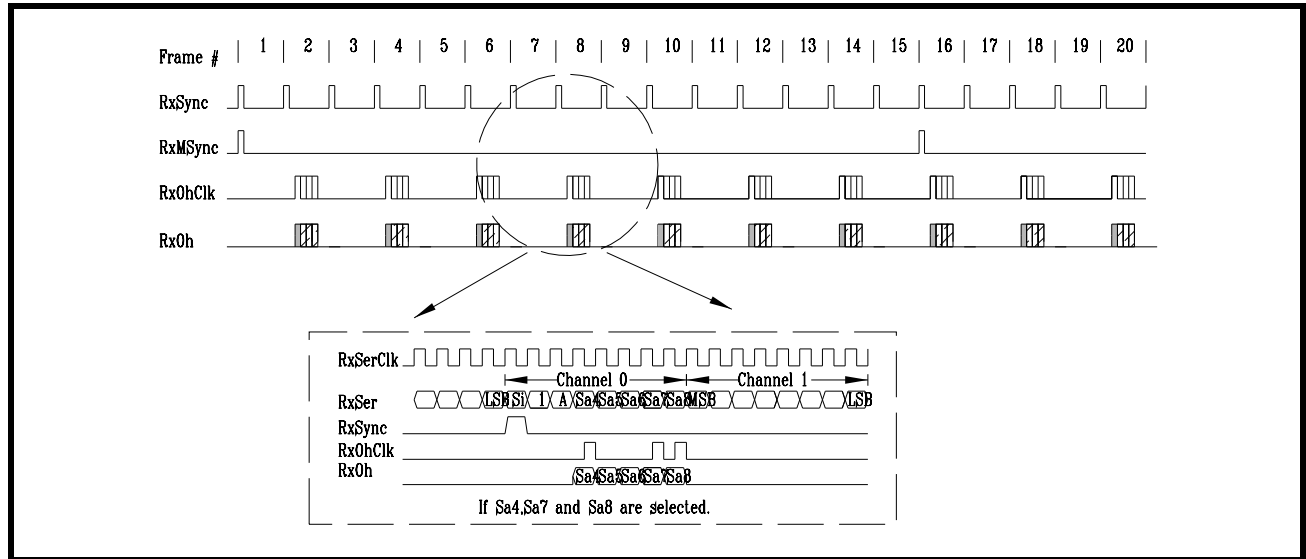 Frame # 1 2 3 4 5 6 7 8 9 10 11 12 13 14 15 16 17 18 19 20
RxSync
RxMSync
RxOhClk
RxOh
RxSerClk
Channel 0 Channel 1
RxSer LSB Si 1 A Sa4 Sa5 Sa6 Sa7 Sa8 MSB LSB
RxSync
RxOhClk
RxOh Sa4 Sa5 Sa6 Sa7 Sa8
If Sa4,Sa7 and Sa8 are selected.